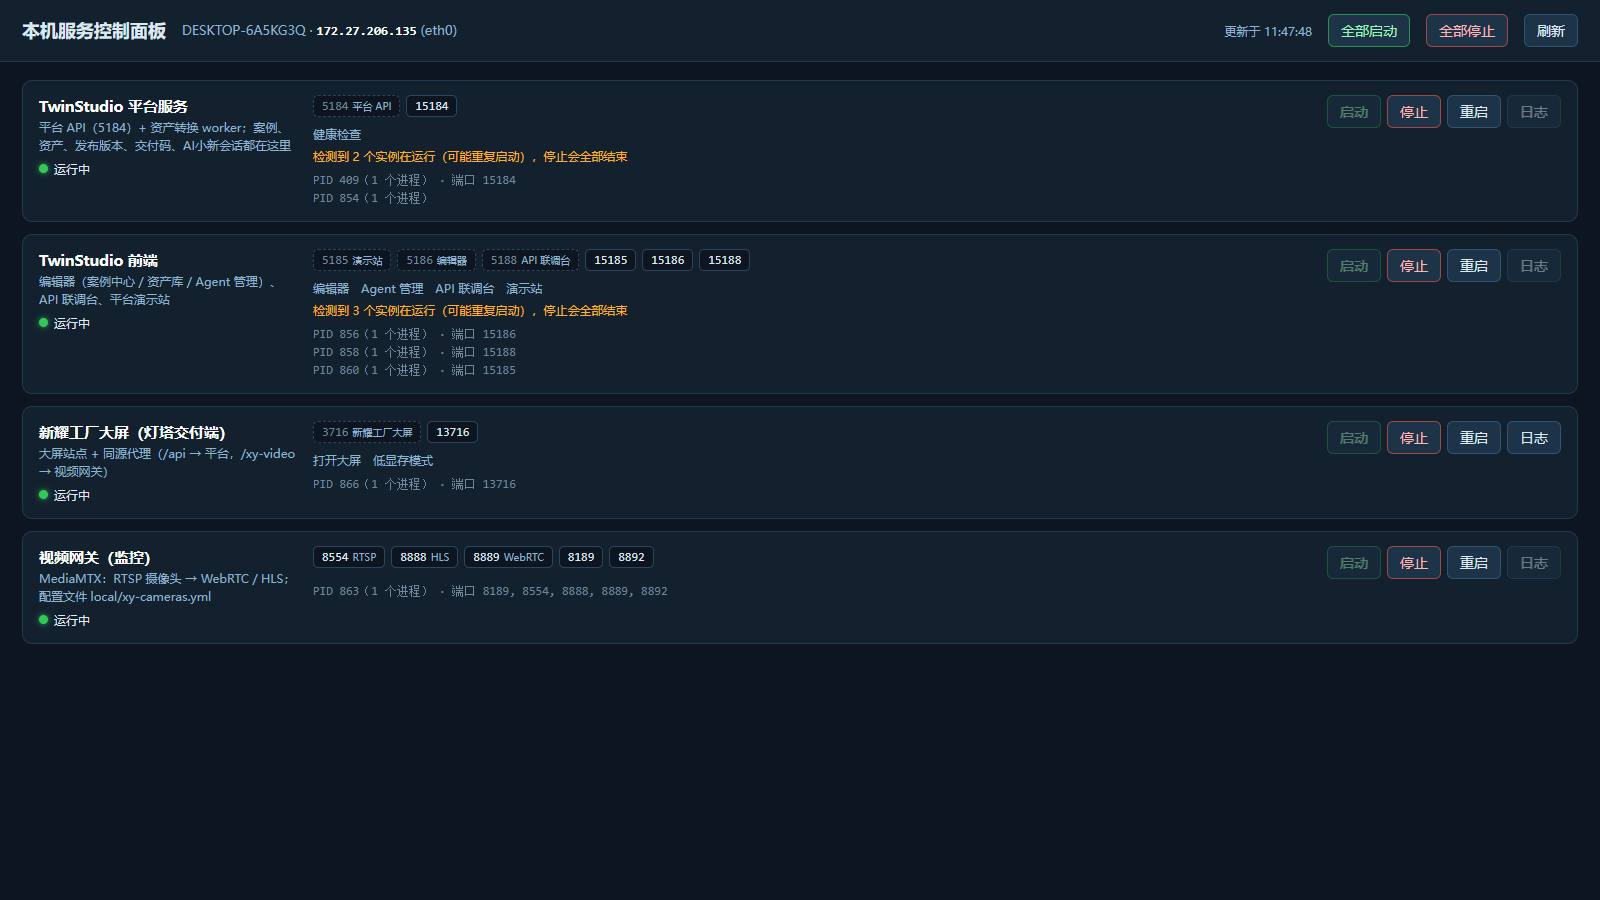 本机服务控制面板 DESKTOP-6A5KG3Q · 172.27.206.135 (eth0) 更新于 11:47:48 全部启动 全部停止 刷新
TwinStudio 平台服务
平台 API（5184）+ 资产转换 worker；案例、
资产、发布版本、交付码、AI小新会话都在这里
运行中
5184 平台 API 15184
健康检查
检测到 2 个实例在运行（可能重复启动），停止会全部结束
PID 409（1 个进程） · 端口 15184
PID 854（1 个进程）
启动 停止 重启 日志
TwinStudio 前端
编辑器（案例中心 / 资产库 / Agent 管理）、
API 联调台、平台演示站
运行中
5185 演示站 5186 编辑器 5188 API 联调台 15185 15186 15188
编辑器 Agent 管理 API 联调台 演示站
检测到 3 个实例在运行（可能重复启动），停止会全部结束
PID 856（1 个进程） · 端口 15186
PID 858（1 个进程） · 端口 15188
PID 860（1 个进程） · 端口 15185
启动 停止 重启 日志
新耀工厂大屏（灯塔交付端）
大屏站点 + 同源代理（/api → 平台，/xy-video
→ 视频网关）
运行中
3716 新耀工厂大屏 13716
打开大屏 低显存模式
PID 866（1 个进程） · 端口 13716
启动 停止 重启 日志
视频网关（监控）
MediaMTX：RTSP 摄像头 → WebRTC / HLS；
配置文件 local/xy-cameras.yml
运行中
8554 RTSP 8888 HLS 8889 WebRTC 8189 8892
PID 863（1 个进程） · 端口 8189, 8554, 8888, 8889, 8892
启动 停止 重启 日志